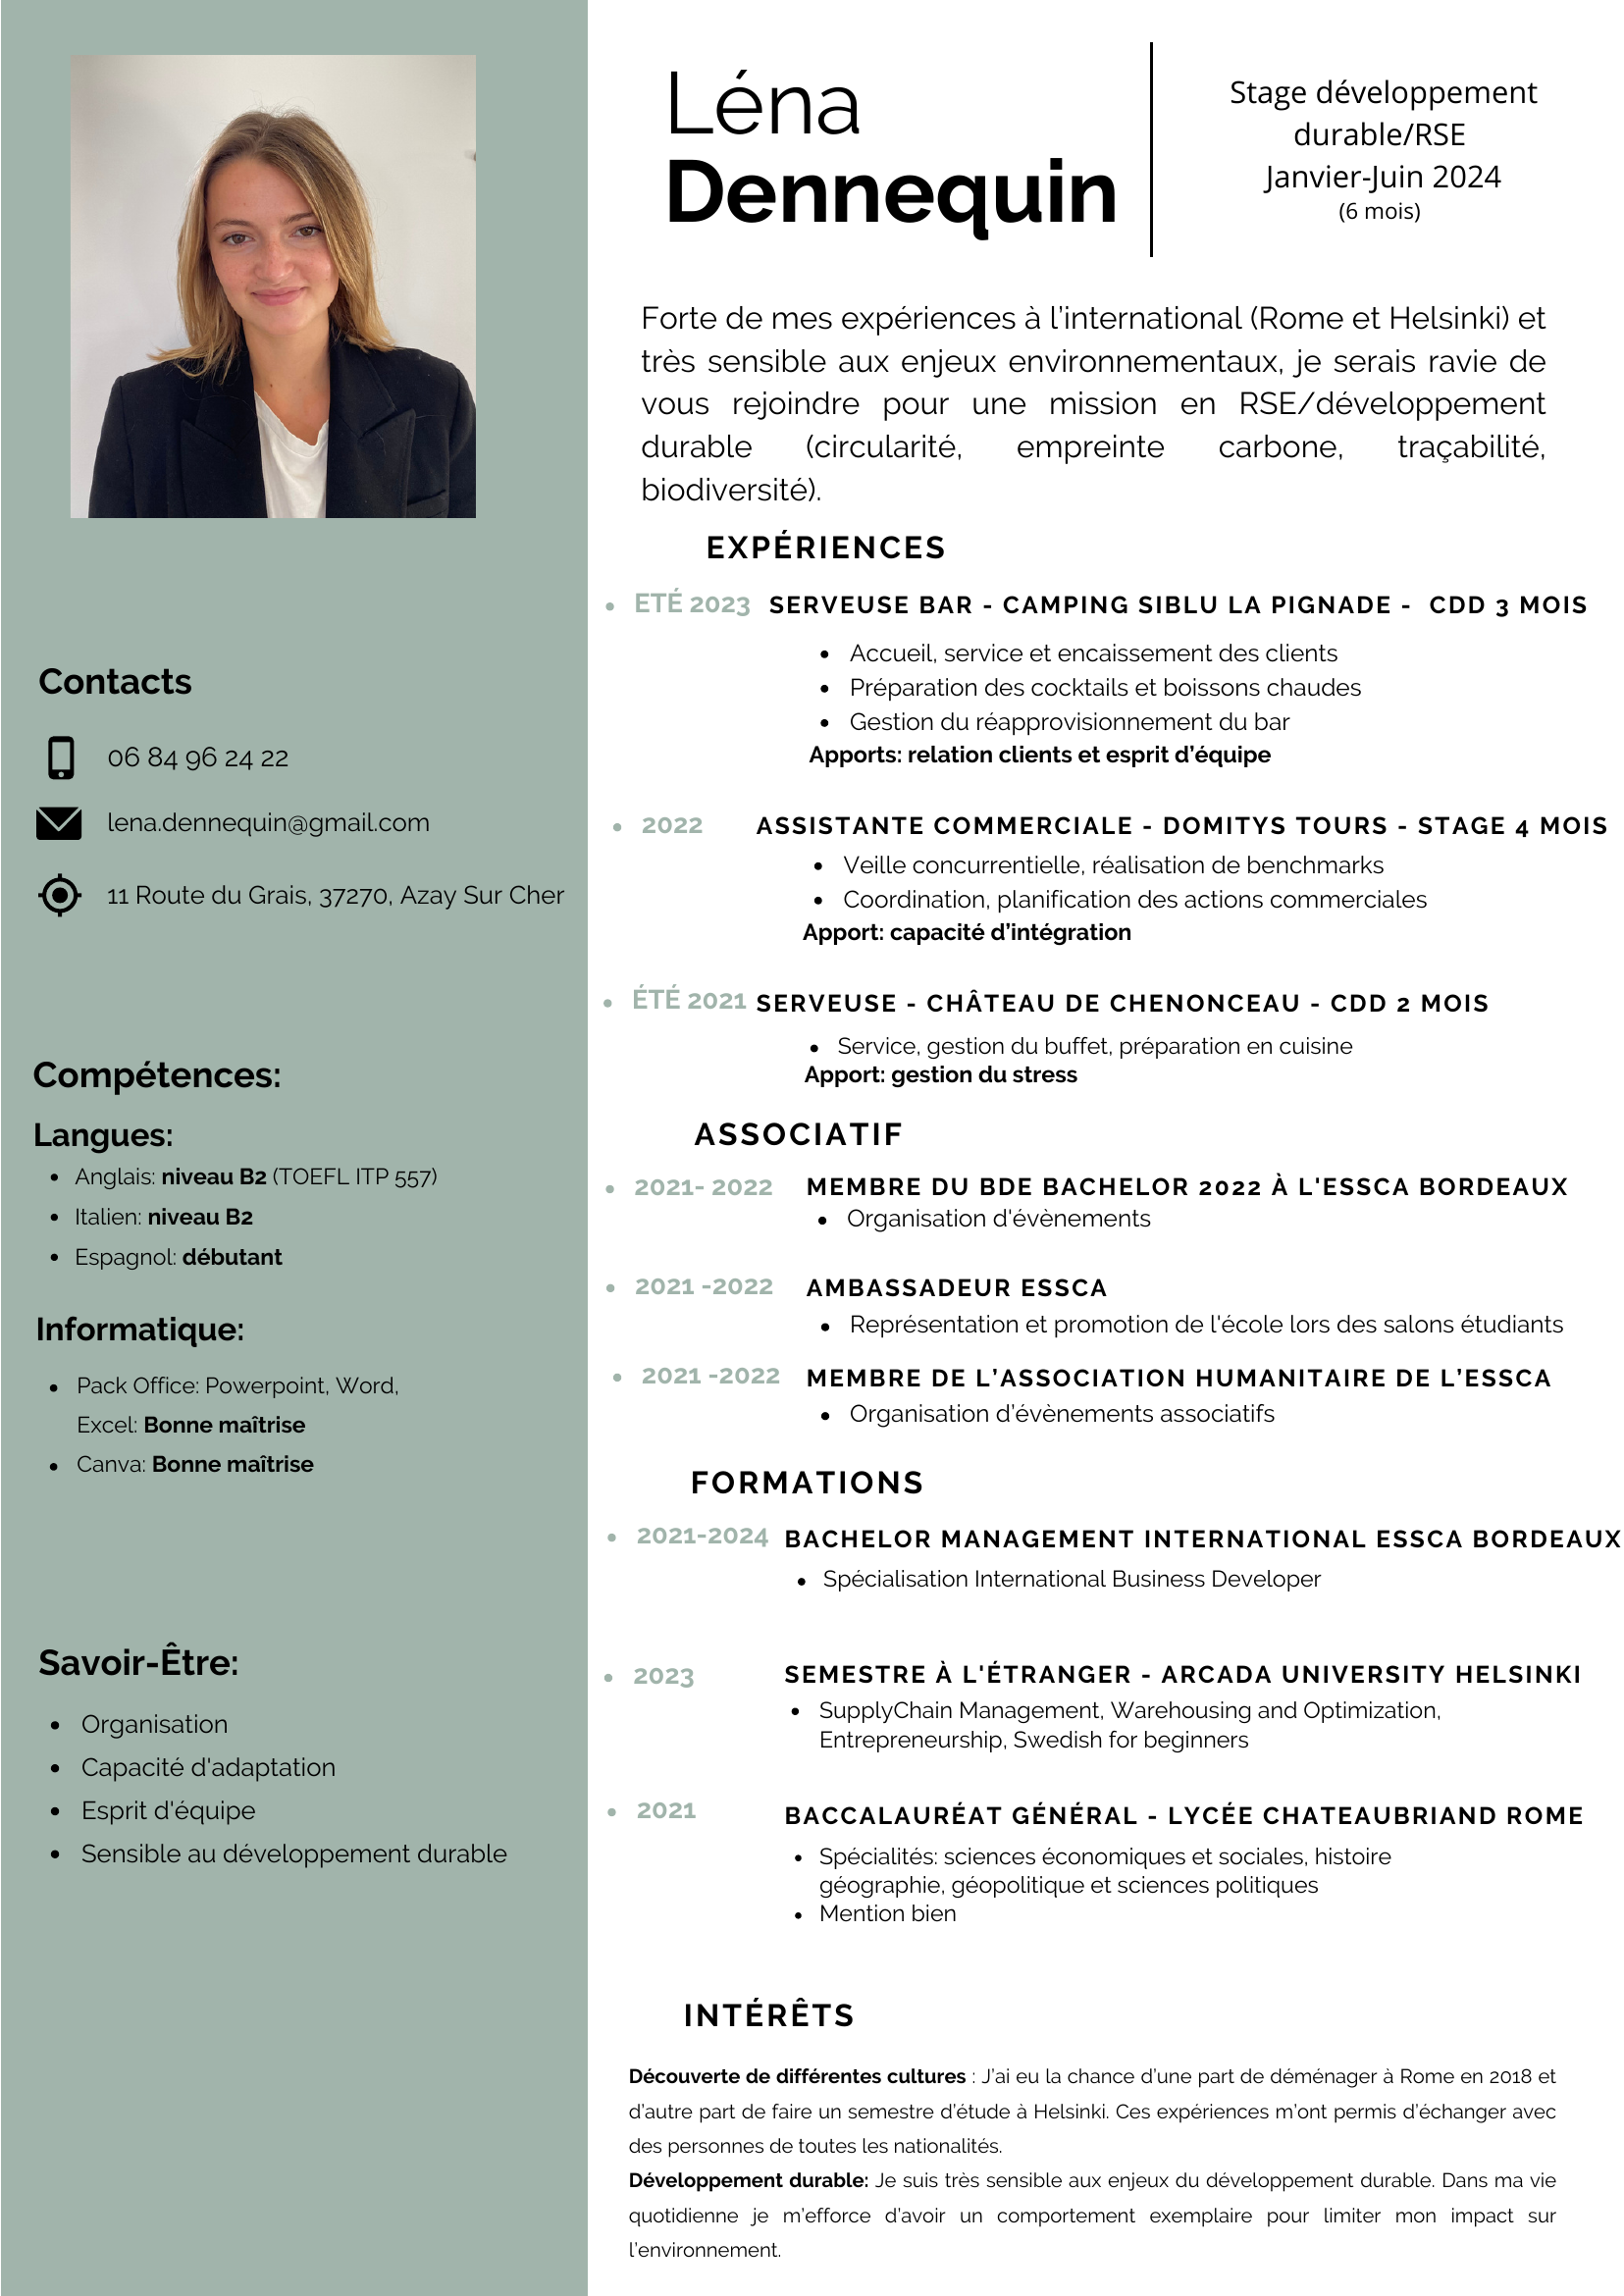 Léna
Dennequin
Stage développement
durable/RSE
Janvier-Juin 2024
(6 mois)
Forte de mes expériences à l’international (Rome et Helsinki) et
très sensible aux enjeux environnementaux, je serais ravie de
vous rejoindre pour une mission en RSE/développement
durable (circularité, empreinte carbone, traçabilité,
biodiversité).
Contacts
06 84 96 24 22
lena.dennequin@gmail.com
11 Route du Grais, 37270, Azay Sur Cher
Compétences:
Langues:
• Anglais: niveau B2 (TOEFL ITP 557)
• Italien: niveau B2
• Espagnol: débutant
Informatique:
• Pack Office: Powerpoint, Word,
Excel: Bonne maîtrise
• Canva: Bonne maîtrise
Savoir-Être:
• Organisation
• Capacité d'adaptation
• Esprit d'équipe
• Sensible au développement durable
EXPÉRIENCES
• ETÉ 2023 SERVEUSE BAR - CAMPING SIBLU LA PIGNADE - CDD 3 MOIS
• Accueil, service et encaissement des clients
• Préparation des cocktails et boissons chaudes
• Gestion du réapprovisionnement du bar
Apports: relation clients et esprit d’équipe
• 2022 ASSISTANTE COMMERCIALE - DOMITYS TOURS - STAGE 4 MOIS
• Veille concurrentielle, réalisation de benchmarks
• Coordination, planification des actions commerciales
Apport: capacité d’intégration
• ÉTÉ 2021 SERVEUSE - CHÂTEAU DE CHENONCEAU - CDD 2 MOIS
• Service, gestion du buffet, préparation en cuisine
Apport: gestion du stress
ASSOCIATIF
• 2021- 2022 MEMBRE DU BDE BACHELOR 2022 À L'ESSCA BORDEAUX
• Organisation d'évènements
• 2021 -2022 AMBASSADEUR ESSCA
• Représentation et promotion de l'école lors des salons étudiants
• 2021 -2022 MEMBRE DE L’ASSOCIATION HUMANITAIRE DE L’ESSCA
• Organisation d’évènements associatifs
FORMATIONS
• 2021-2024 BACHELOR MANAGEMENT INTERNATIONAL ESSCA BORDEAUX
• Spécialisation International Business Developer
• 2023 SEMESTRE À L'ÉTRANGER - ARCADA UNIVERSITY HELSINKI
• SupplyChain Management, Warehousing and Optimization,
Entrepreneurship, Swedish for beginners
• 2021 BACCALAURÉAT GÉNÉRAL - LYCÉE CHATEAUBRIAND ROME
• Spécialités: sciences économiques et sociales, histoire
géographie, géopolitique et sciences politiques
• Mention bien
INTÉRÊTS
Découverte de différentes cultures : J’ai eu la chance d’une part de déménager à Rome en 2018 et
d’autre part de faire un semestre d’étude à Helsinki. Ces expériences m’ont permis d’échanger avec
des personnes de toutes les nationalités.
Développement durable: Je suis très sensible aux enjeux du développement durable. Dans ma vie
quotidienne je m’efforce d’avoir un comportement exemplaire pour limiter mon impact sur
l’environnement.